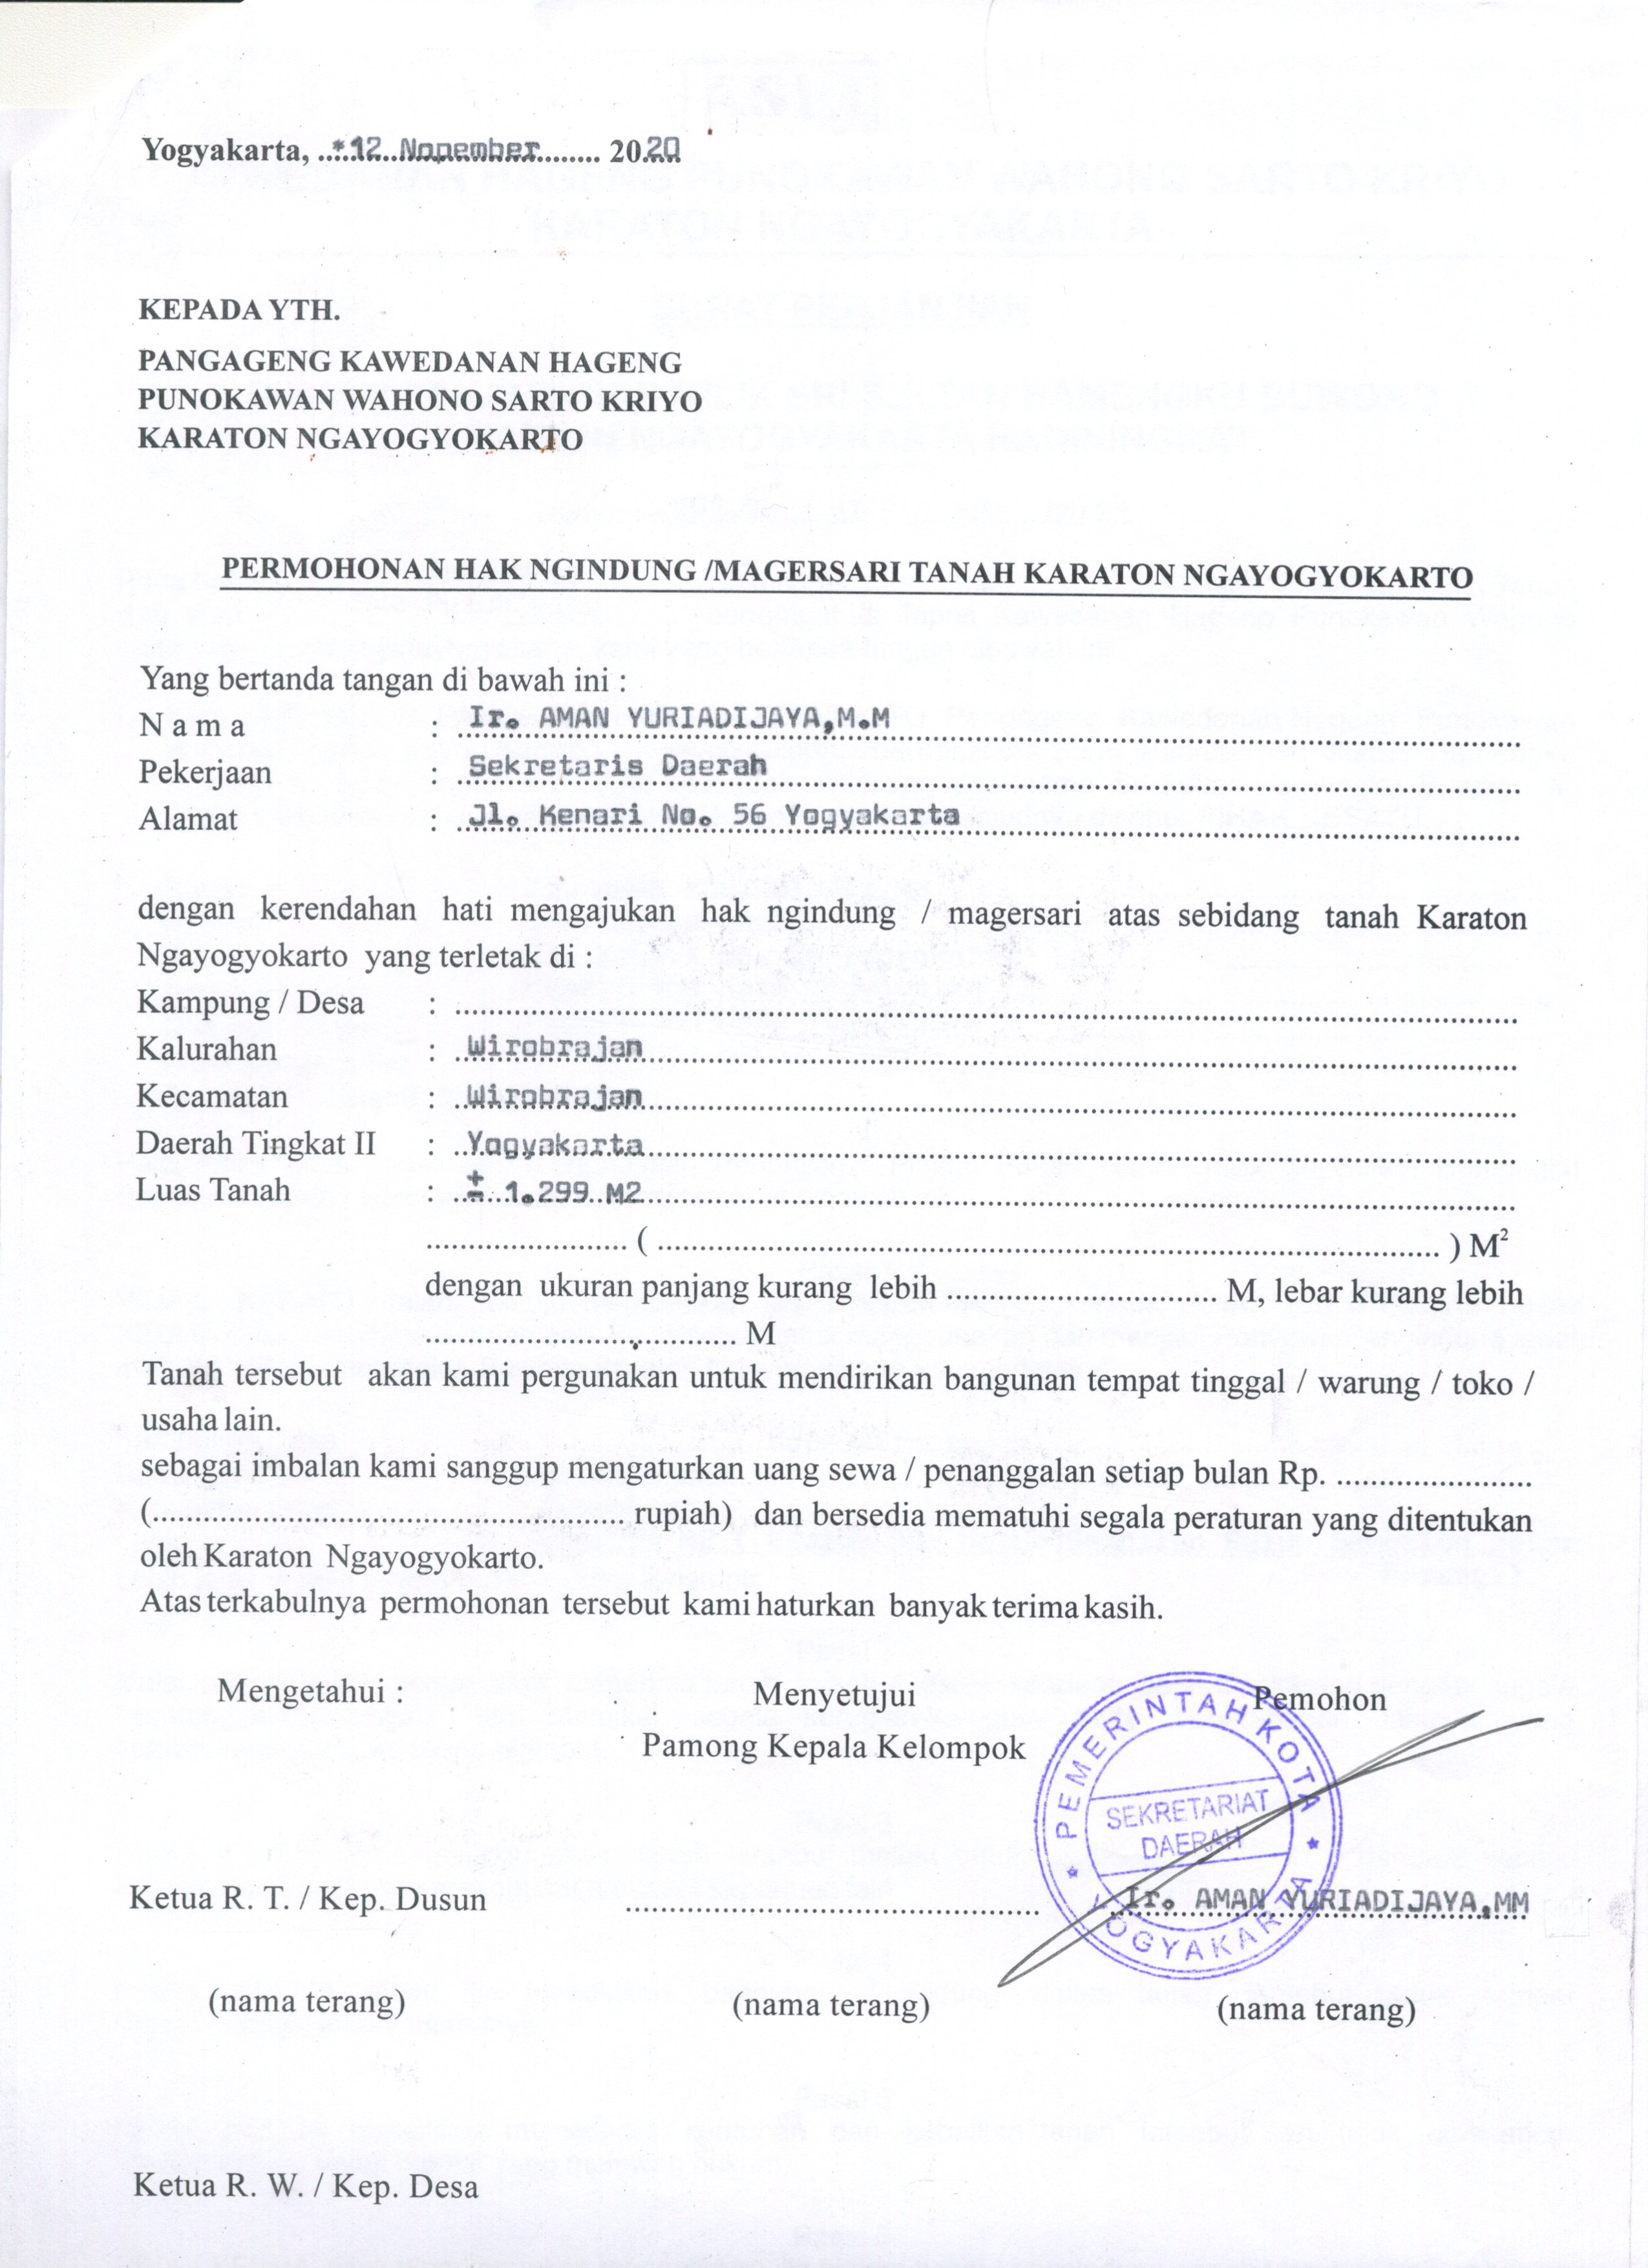 Yogyakarta, ...*12..Nopember........ 20.20
KEPADA YTH.
PANGAGENG KAWEDANAN HAGENG
PUNOKAWAN WAHONO SARTO KRIYO
KARATON NGAYOGYOKARTO
PERMOHONAN HAK NGINDUNG /MAGERSARI TANAH KARATON NGAYOGYOKARTO
Yang bertanda tangan di bawah ini :
N a m a : Ir. AMAN YURIADIJAYA,M.M
Pekerjaan : Sekretaris Daerah
Alamat : Jl. Kenari No. 56 Yogyakarta
dengan kerendahan hati mengajukan hak ngindung / magersari atas sebidang tanah Karaton
Ngayogyokarto yang terletak di :
Kampung / Desa : ........................................
Kalurahan : Wirobrajan
Kecamatan : Wirobrajan
Daerah Tingkat II : Yogyakarta
Luas Tanah : ± 1.299 M2
........................ ( ........................................ ) M²
dengan ukuran panjang kurang lebih ................................ M, lebar kurang lebih
..................................... M
Tanah tersebut akan kami pergunakan untuk mendirikan bangunan tempat tinggal / warung / toko /
usaha lain.
sebagai imbalan kami sanggup mengaturkan uang sewa / penanggalan setiap bulan Rp. .......................
(........................................................ rupiah) dan bersedia mematuhi segala peraturan yang ditentukan
oleh Karaton Ngayogyokarto.
Atas terkabulnya permohonan tersebut kami haturkan banyak terima kasih.
Mengetahui : Menyetujui Pemohon
Pamong Kepala Kelompok
PEMERINTAH KOTA
SEKRETARIAT
DAERAH
YOGYAKARTA
Ketua R. T. / Kep. Dusun ................................................. Ir. AMAN YURIADIJAYA,MM
(nama terang) (nama terang) (nama terang)
Ketua R. W. / Kep. Desa